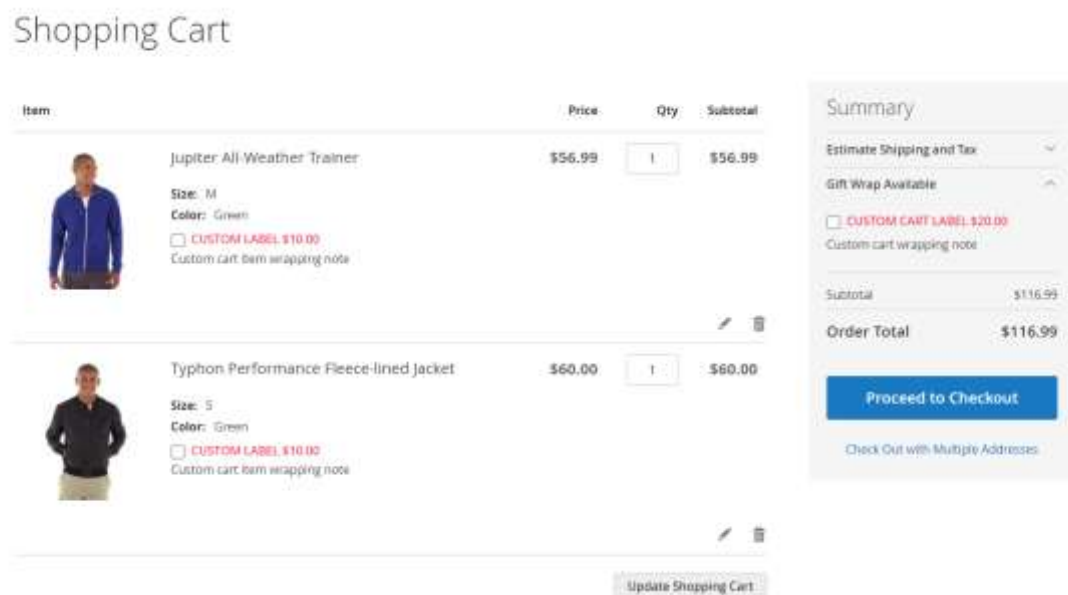 Shopping Cart
Item Price Qty Subtotal
Jupiter All-Weather Trainer $56.99 1 $56.99
Size: M
Color: Green
CUSTOM LABEL $10.00
Custom cart item wrapping note
Typhon Performance Fleece-lined Jacket $60.00 1 $60.00
Size: S
Color: Green
CUSTOM LABEL $10.00
Custom cart item wrapping note
Update Shopping Cart
Summary
Estimate Shipping and Tax
Gift Wrap Available
CUSTOM CART LABEL $20.00
Custom cart wrapping note
Subtotal $116.99
Order Total $116.99
Proceed to Checkout
Check Out with Multiple Addresses